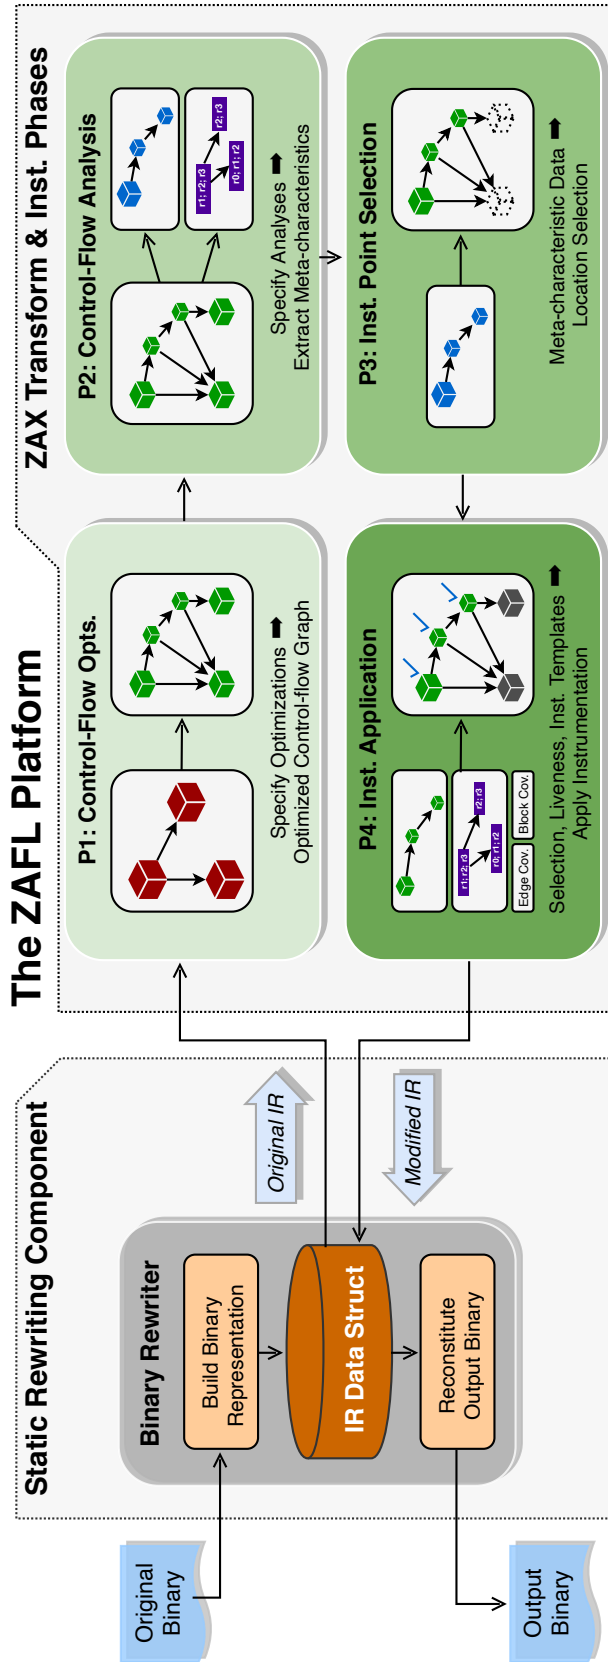 The ZAFL Platform
Static Rewriting Component
ZAX Transform & Inst. Phases
Original
Binary
Binary Rewriter
Build Binary
Representation
IR Data Struct
Reconstitute
Output Binary
Output
Binary
Original IR
Modified IR
P1: Control-Flow Opts.
Specify Optimizations ➡
Optimized Control-flow Graph
P2: Control-Flow Analysis
r1; r2; r3
r2; r3
r0; r1; r2
Specify Analyses ➡
Extract Meta-characteristics
P3: Inst. Point Selection
Meta-characteristic Data ➡
Location Selection
P4: Inst. Application
r1; r2; r3
r2; r3
r0; r1; r2
Edge Cov.
Block Cov.
Selection, Liveness, Inst. Templates ➡
Apply Instrumentation